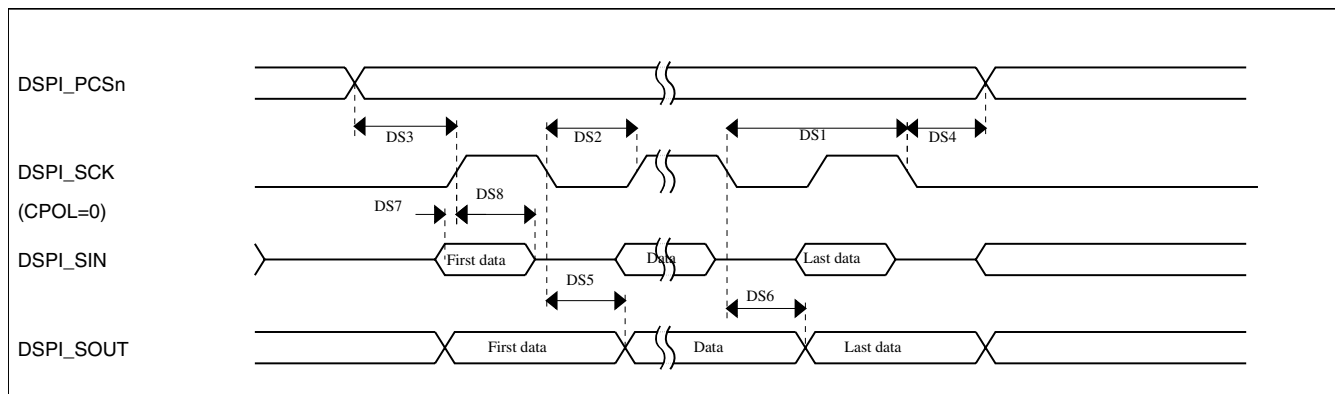 DSPI_PCSn
DS3
DS2
DS1
DS4
DSPI_SCK
(CPOL=0)
DS7
DS8
DSPI_SIN
First data
Data
Last data
DS5
DS6
DSPI_SOUT
First data
Data
Last data